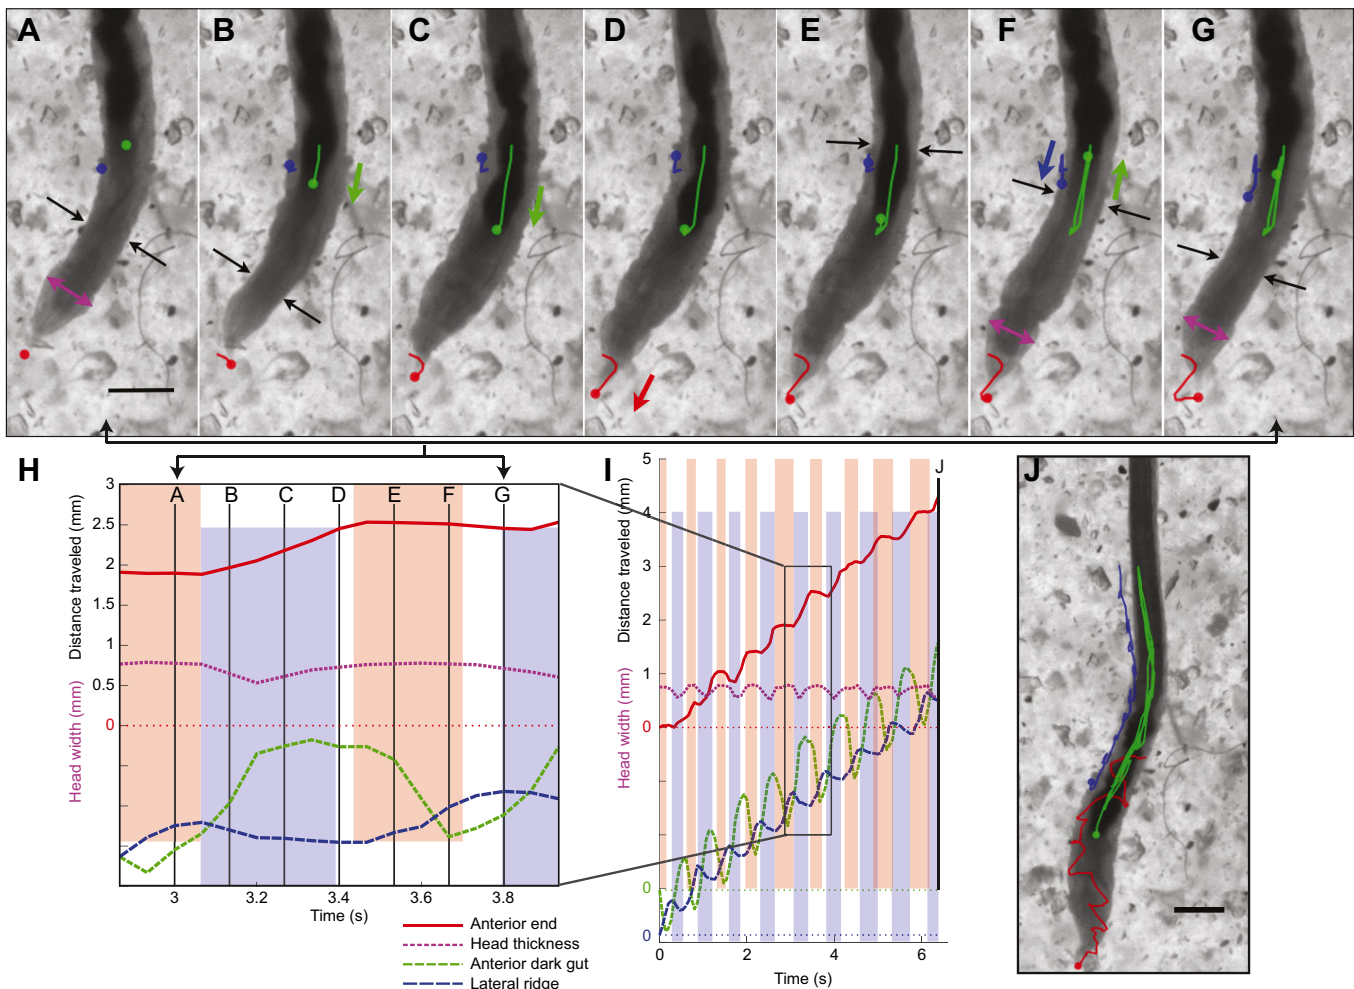 A B C D E F G
H
I
J
Distance traveled (mm)
Head width (mm)
3
2.5
2
1.5
1
0.5
0
A B C D E F G
3 3.2 3.4 3.6 3.8
Time (s)
Anterior end
Head thickness
Anterior dark gut
Lateral ridge
Distance traveled (mm)
Head width (mm)
5
4
3
2
1
0
0
0
J
0 2 4 6
Time (s)